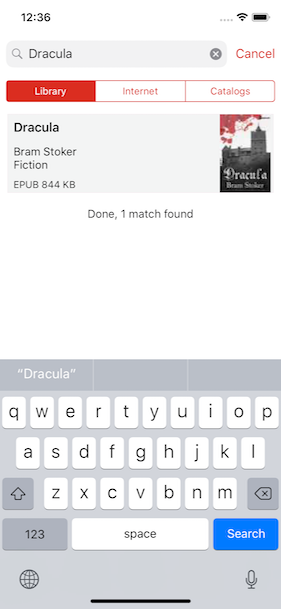 12:36
Dracula
Cancel
Library Internet Catalogs
Dracula
Bram Stoker
Fiction
EPUB 844 KB
Dracula
Bram Stoker
Done, 1 match found
“Dracula”
q w e r t y u i o p
a s d f g h j k l
z x c v b n m
123 space Search